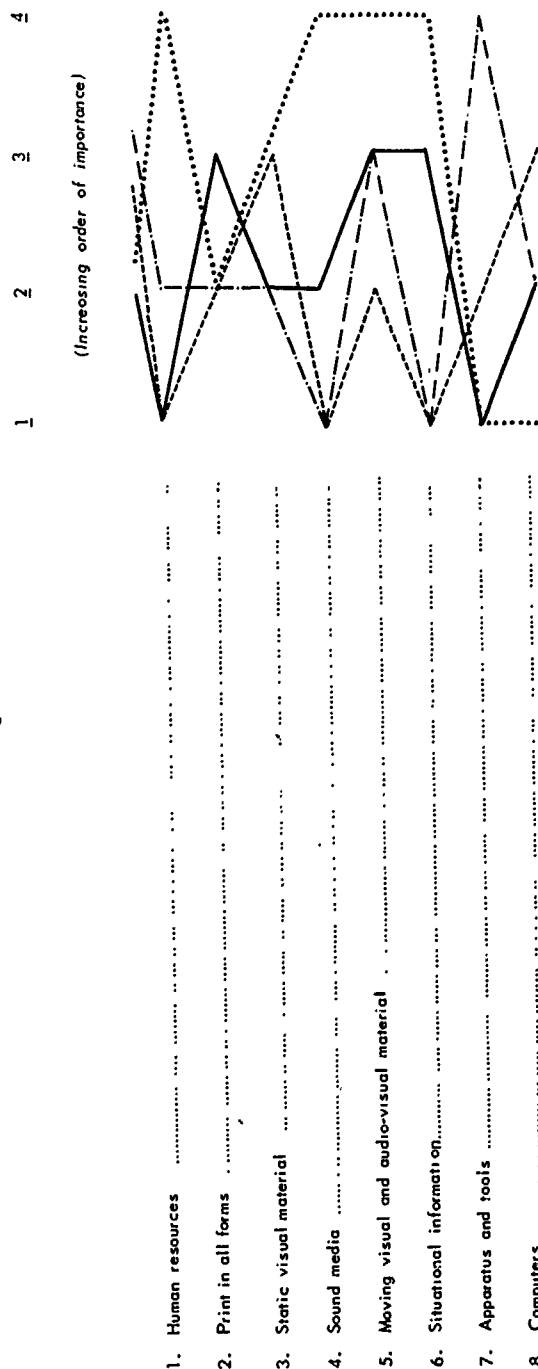 1 2 3 4
(Increasing order of importance)
1. Human resources
2. Print in all forms
3. Static visual material
4. Sound media
5. Moving visual and audio-visual material
6. Situational information
7. Apparatus and tools
8. Computers